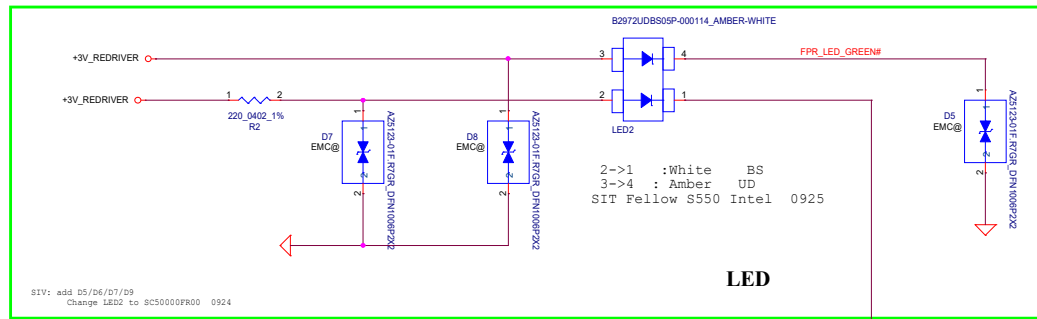 B2972UDBS05P-000114_AMBER-WHITE
+3V_REDRIVER
3
4
FPR_LED_GREEN#
+3V_REDRIVER
1
2
2
1
220_0402_1%
R2
LED2
1
1
D7
EMC@
2
AZ5123-01F.R7GR_DFN1006P2X2
1
1
D8
EMC@
2
2
AZ5123-01F.R7GR_DFN1006P2X2
1
1
D5
EMC@
2
2
AZ5123-01F.R7GR_DFN1006P2X2
2
2->1 :White BS
3->4 : Amber UD
SIT Fellow S550 Intel 0925
LED
SIV: add D5/D6/D7/D9
Change LED2 to SC50000FR00 0924